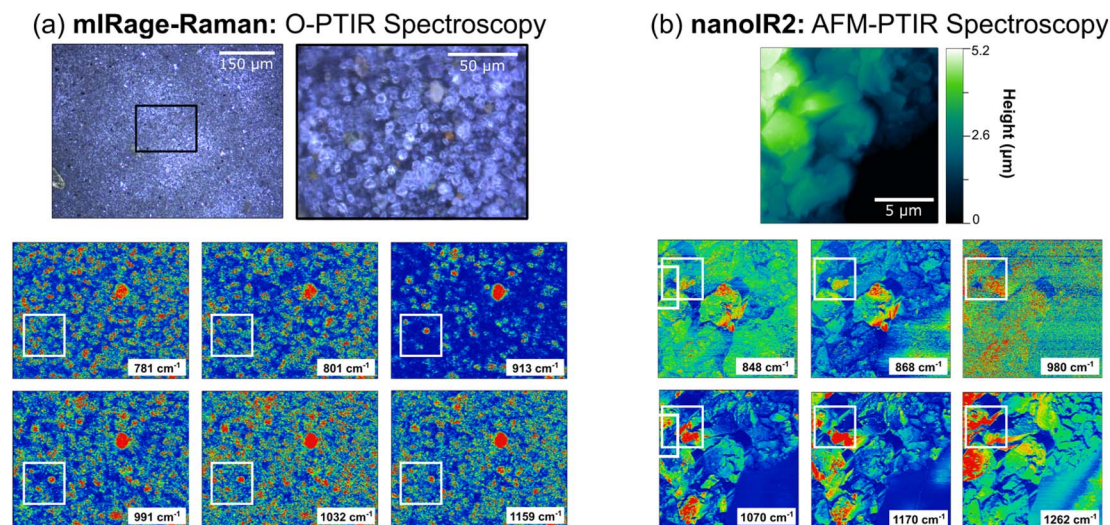 (a) mIRage-Raman: O-PTIR Spectroscopy
150 µm
50 µm
781 cm⁻¹
801 cm⁻¹
913 cm⁻¹
991 cm⁻¹
1032 cm⁻¹
1159 cm⁻¹
(b) nanoIR2: AFM-PTIR Spectroscopy
5 µm
5.2
2.6
0
Height (µm)
848 cm⁻¹
868 cm⁻¹
980 cm⁻¹
1070 cm⁻¹
1170 cm⁻¹
1262 cm⁻¹